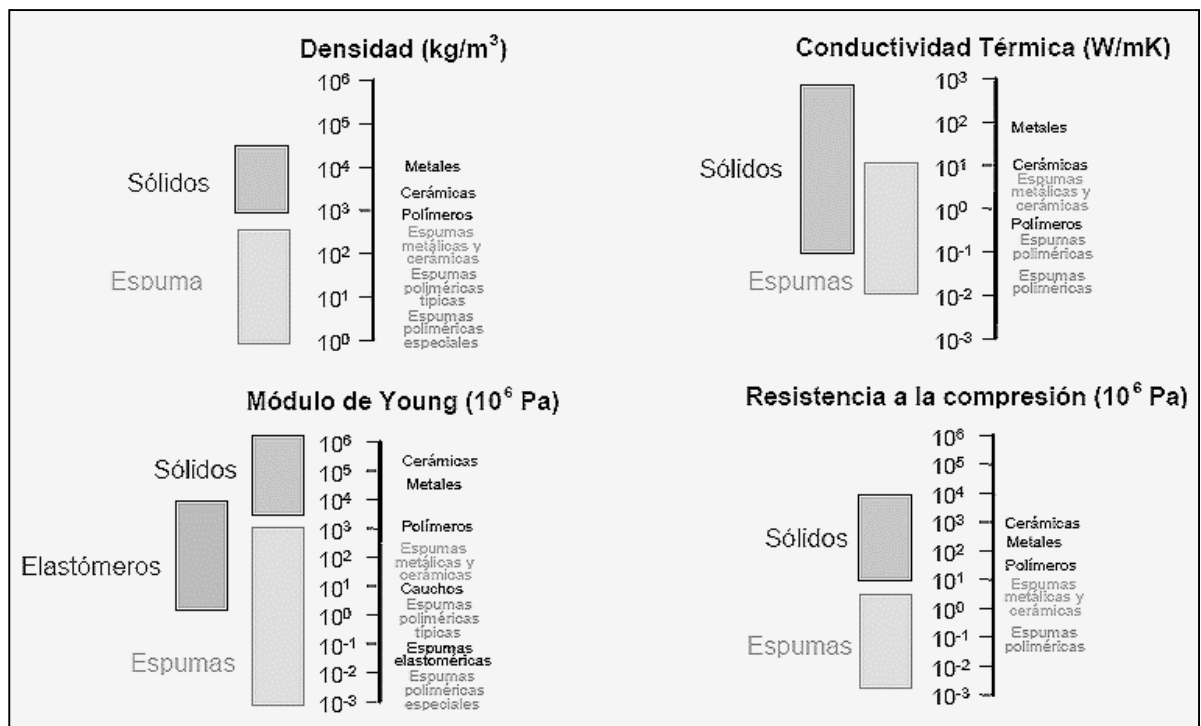 Densidad (kg/m³)
10⁶
10⁵
10⁴
10³
10²
10¹
10⁰
Sólidos
Espuma
Metales
Cerámicas
Polímeros
Espumas
metálicas y
cerámicas
Espumas
poliméricas
típicas
Espumas
poliméricas
especiales
Conductividad Térmica (W/mK)
10³
10²
10¹
10⁰
10⁻¹
10⁻²
10⁻³
Sólidos
Espumas
Metales
Cerámicas
Espumas
metálicas y
cerámicas
Polímeros
Espumas
poliméricas
Espumas
poliméricas
Módulo de Young (10⁶ Pa)
10⁶
10⁵
10⁴
10³
10²
10¹
10⁰
10⁻¹
10⁻²
10⁻³
Sólidos
Elastómeros
Espumas
Cerámicas
Metales
Polímeros
Espumas
metálicas y
cerámicas
Cauchos
Espumas
poliméricas
típicas
Espumas
elastoméricas
Espumas
poliméricas
especiales
Resistencia a la compresión (10⁶ Pa)
10⁶
10⁵
10⁴
10³
10²
10¹
10⁰
10⁻¹
10⁻²
10⁻³
Sólidos
Espumas
Cerámicas
Metales
Polímeros
Espumas
metálicas y
cerámicas
Espumas
poliméricas